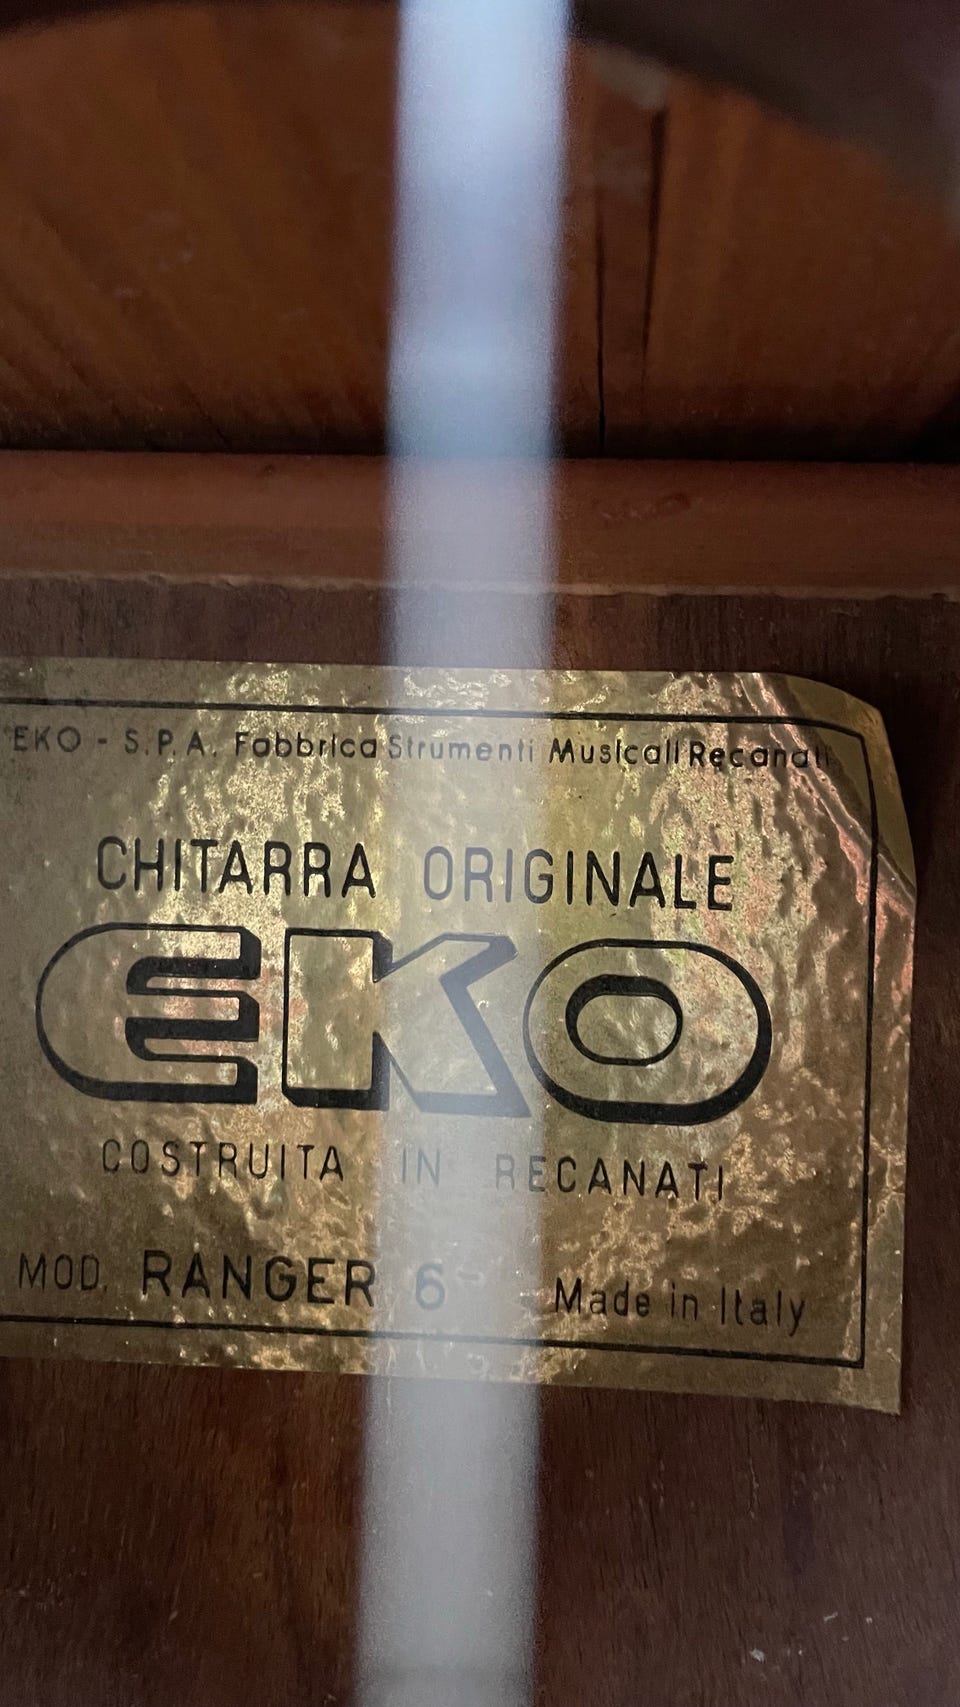 EKO - S.P.A. Fabbrica Strumenti Musicali Recanati
CHITARRA ORIGINALE
EKO
COSTRUITA IN RECANATI
MOD. RANGER 6 Made in Italy